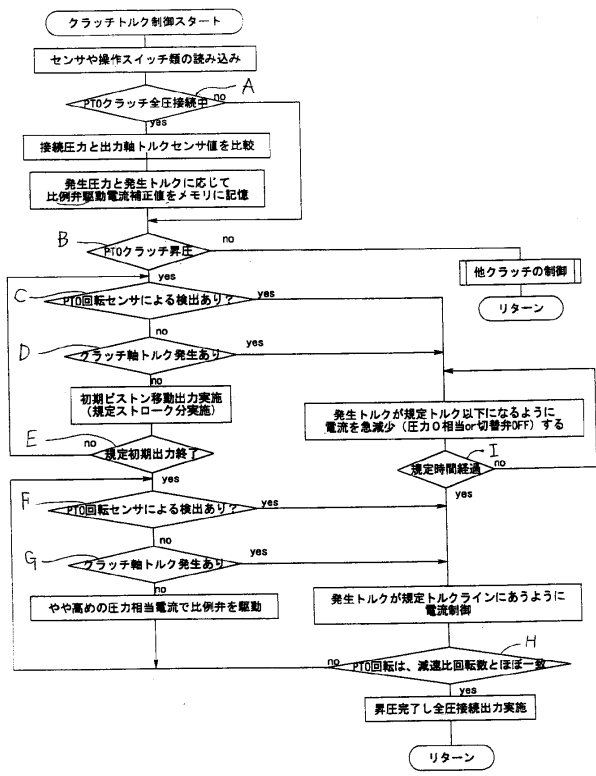 クラッチトルク制御スタート
センサや操作スイッチ類の読み込み
A
PTOクラッチ全圧接続中
no
yes
接続圧力と出力軸トルクセンサ値を比較
発生圧力と発生トルクに応じて
比例弁駆動電流補正値をメモリに記憶
B
PTOクラッチ昇圧
no
yes
他クラッチの制御
リターン
C
PTO回転センサによる検出あり？
yes
no
D
クラッチ軸トルク発生あり
yes
no
初期ピストン移動出力実施
(規定ストローク分実施)
発生トルクが規定トルク以下になるように
電流を急減少（圧力0相当or切替弁OFF）する
E
no
規定初期出力終了
yes
I
規定時間経過
no
yes
F
PTO回転センサによる検出あり？
yes
no
G
クラッチ軸トルク発生あり
yes
no
やや高めの圧力相当電流で比例弁を駆動
発生トルクが規定トルクラインにあうように
電流制御
H
no
PTO回転は、減速比回転数とほぼ一致
yes
昇圧完了し全圧接続出力実施
リターン